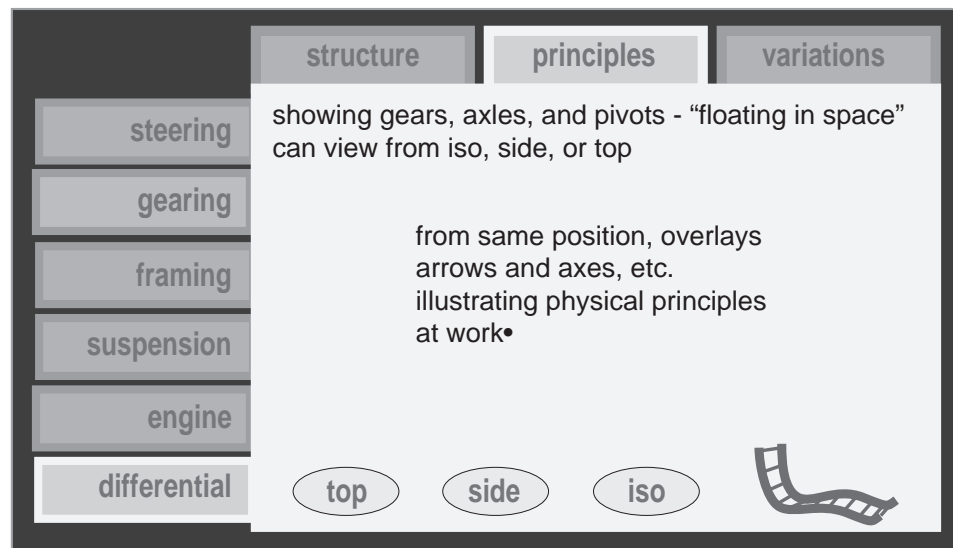 structure principles variations
steering
gearing
framing
suspension
engine
differential
showing gears, axles, and pivots - “floating in space”
can view from iso, side, or top
from same position, overlays
arrows and axes, etc.
illustrating physical principles
at work•
top side iso